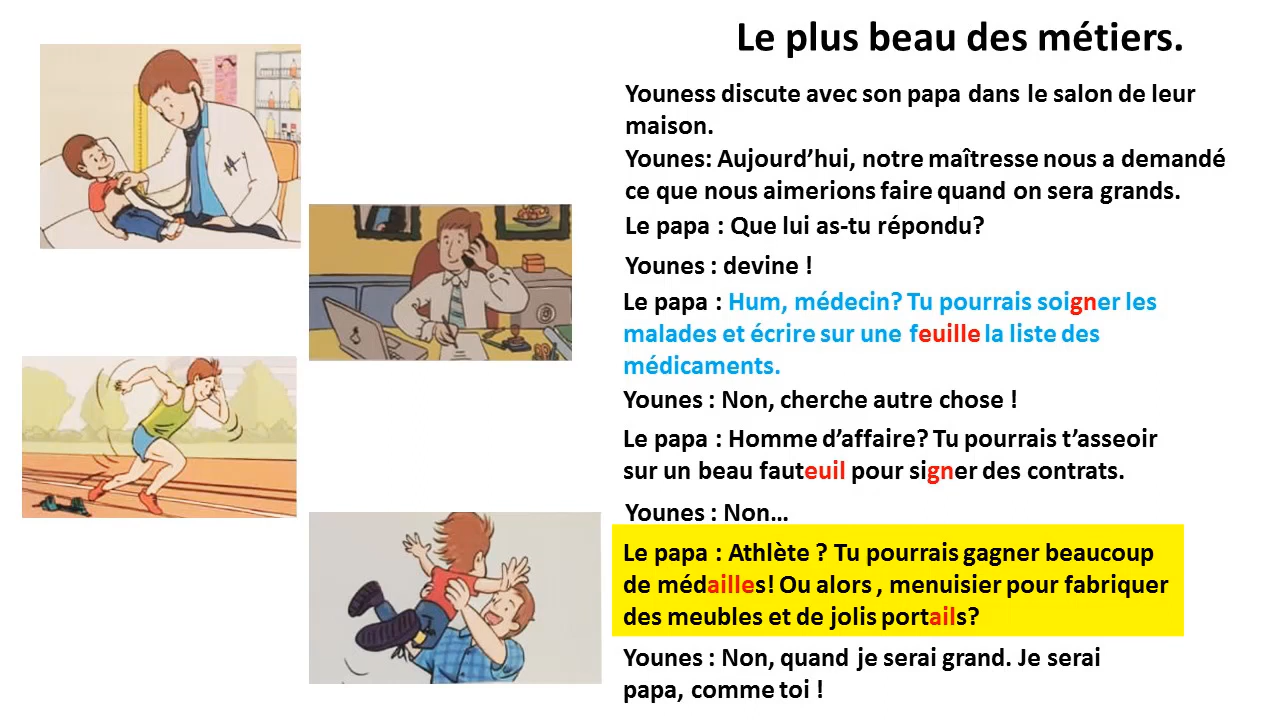 Le plus beau des métiers.
Youness discute avec son papa dans le salon de leur
maison.
Younes: Aujourd’hui, notre maîtresse nous a demandé
ce que nous aimerions faire quand on sera grands.
Le papa : Que lui as-tu répondu?
Younes : devine !
Le papa : Hum, médecin? Tu pourrais soigner les
malades et écrire sur une feuille la liste des
médicaments.
Younes : Non, cherche autre chose !
Le papa : Homme d’affaire? Tu pourrais t’asseoir
sur un beau fauteuil pour signer des contrats.
Younes : Non…
Le papa : Athlète ? Tu pourrais gagner beaucoup
de médailles! Ou alors , menuisier pour fabriquer
des meubles et de jolis portails?
Younes : Non, quand je serai grand. Je serai
papa, comme toi !